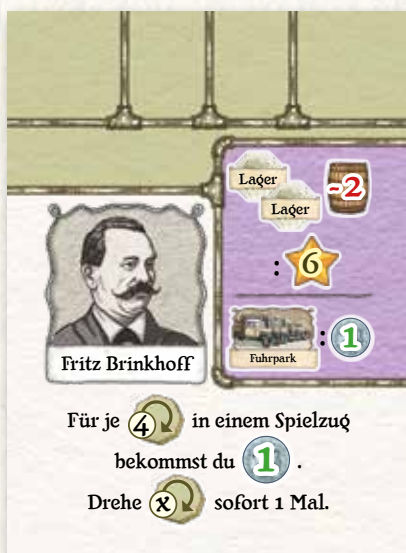 Lager
Lager
-2
: 6
Fuhrpark : 1
Fritz Brinkhoff
Für je 4 in einem Spielzug
bekommst du 1 .
Drehe x sofort 1 Mal.